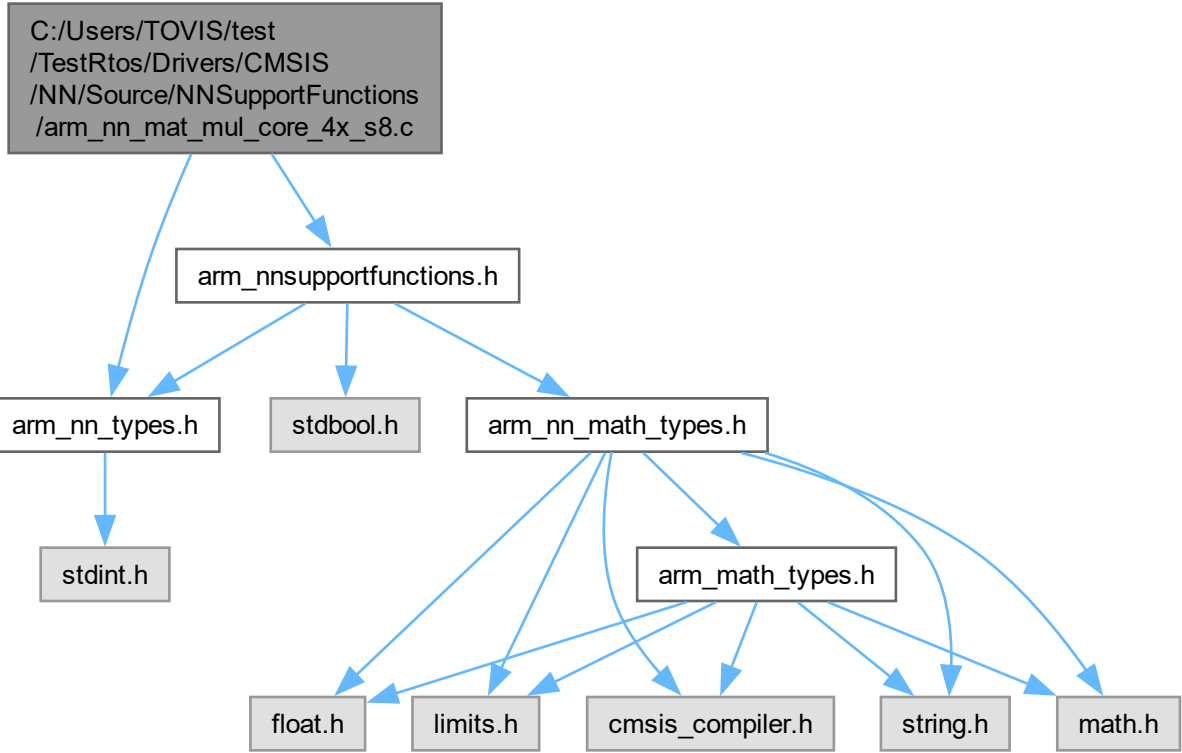 C:/Users/TOVIS/test
/TestRtos/Drivers/CMSIS
/NN/Source/NNSupportFunctions
/arm_nn_mat_mul_core_4x_s8.c
arm_nnsupportfunctions.h
arm_nn_types.h
stdbool.h
arm_nn_math_types.h
stdint.h
arm_math_types.h
float.h
limits.h
cmsis_compiler.h
string.h
math.h